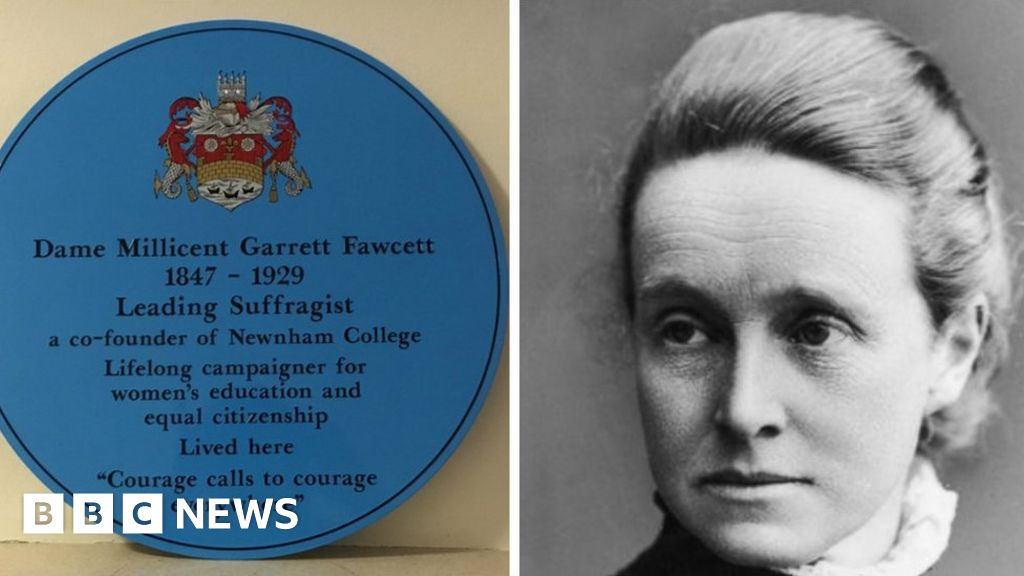 Dame Millicent Garrett Fawcett
1847 - 1929
Leading Suffragist
a co-founder of Newnham College
Lifelong campaigner for
women's education and
equal citizenship
Lived here
"Courage calls to courage
BBC NEWS